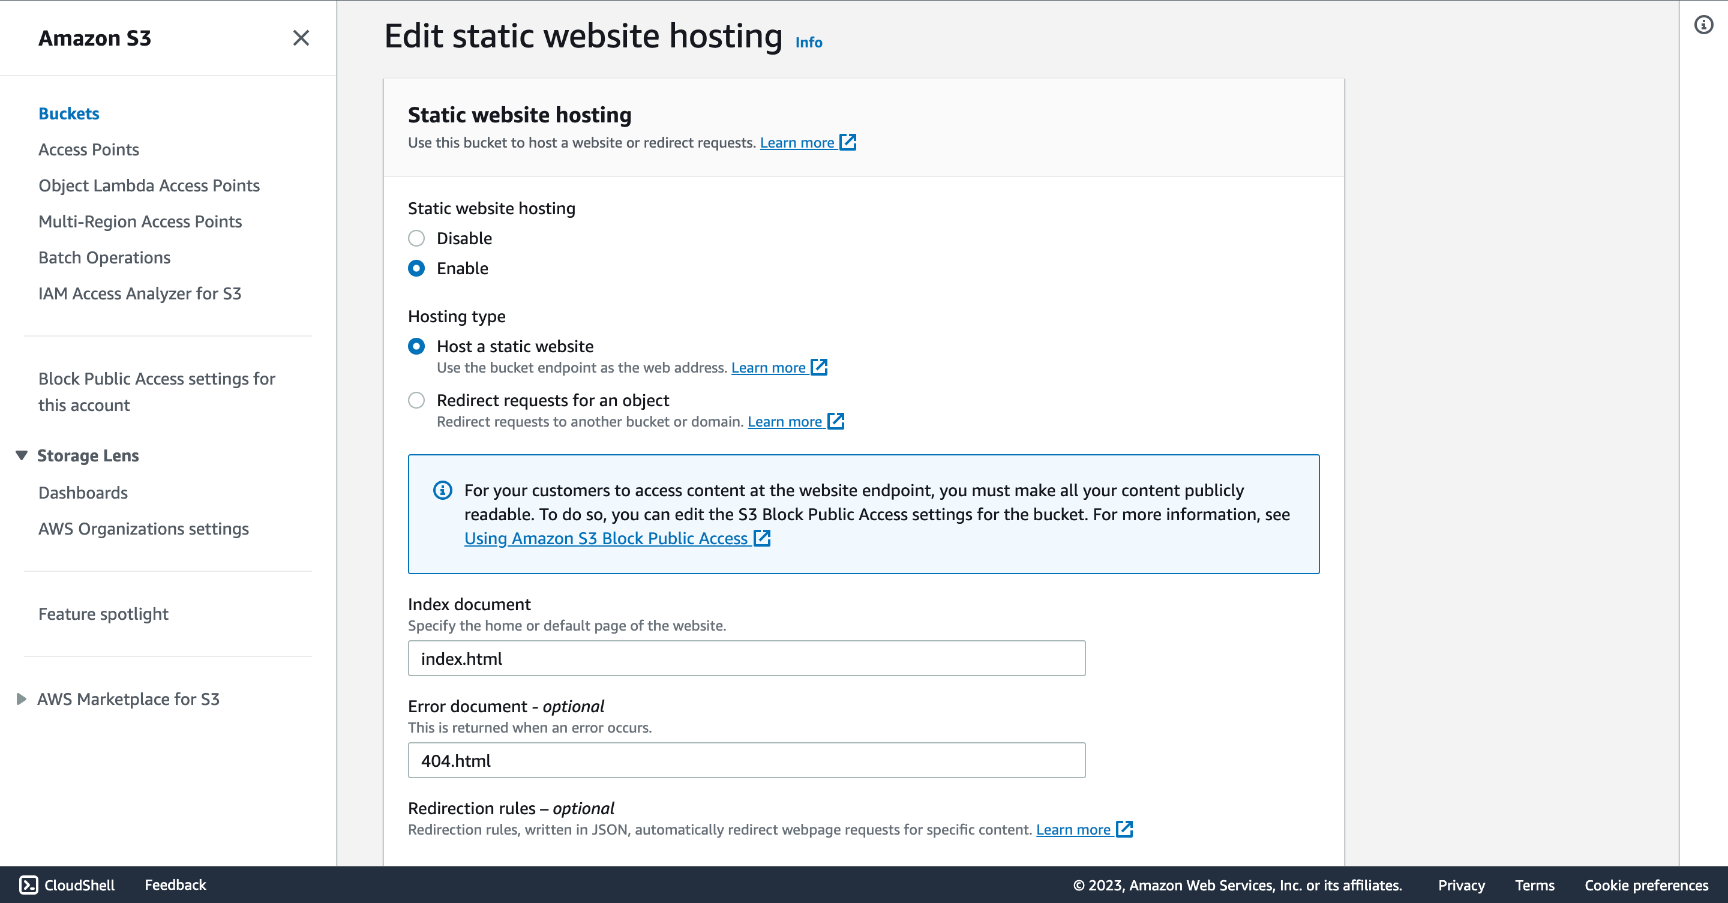 Amazon S3
Buckets
Access Points
Object Lambda Access Points
Multi-Region Access Points
Batch Operations
IAM Access Analyzer for S3
Block Public Access settings for
this account
Storage Lens
Dashboards
AWS Organizations settings
Feature spotlight
AWS Marketplace for S3
Edit static website hosting Info
Static website hosting
Use this bucket to host a website or redirect requests. Learn more
Static website hosting
Disable
Enable
Hosting type
Host a static website
Use the bucket endpoint as the web address. Learn more
Redirect requests for an object
Redirect requests to another bucket or domain. Learn more
For your customers to access content at the website endpoint, you must make all your content publicly
readable. To do so, you can edit the S3 Block Public Access settings for the bucket. For more information, see
Using Amazon S3 Block Public Access
Index document
Specify the home or default page of the website.
index.html
Error document - optional
This is returned when an error occurs.
404.html
Redirection rules – optional
Redirection rules, written in JSON, automatically redirect webpage requests for specific content. Learn more
CloudShell Feedback © 2023, Amazon Web Services, Inc. or its affiliates. Privacy Terms Cookie preferences